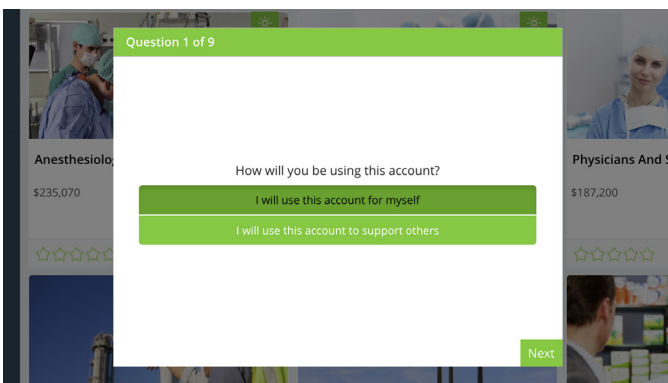 Question 1 of 9
Anesthesiolo
$235,070
How will you be using this account?
I will use this account for myself
I will use this account to support others
Physicians And S
$187,200
Next